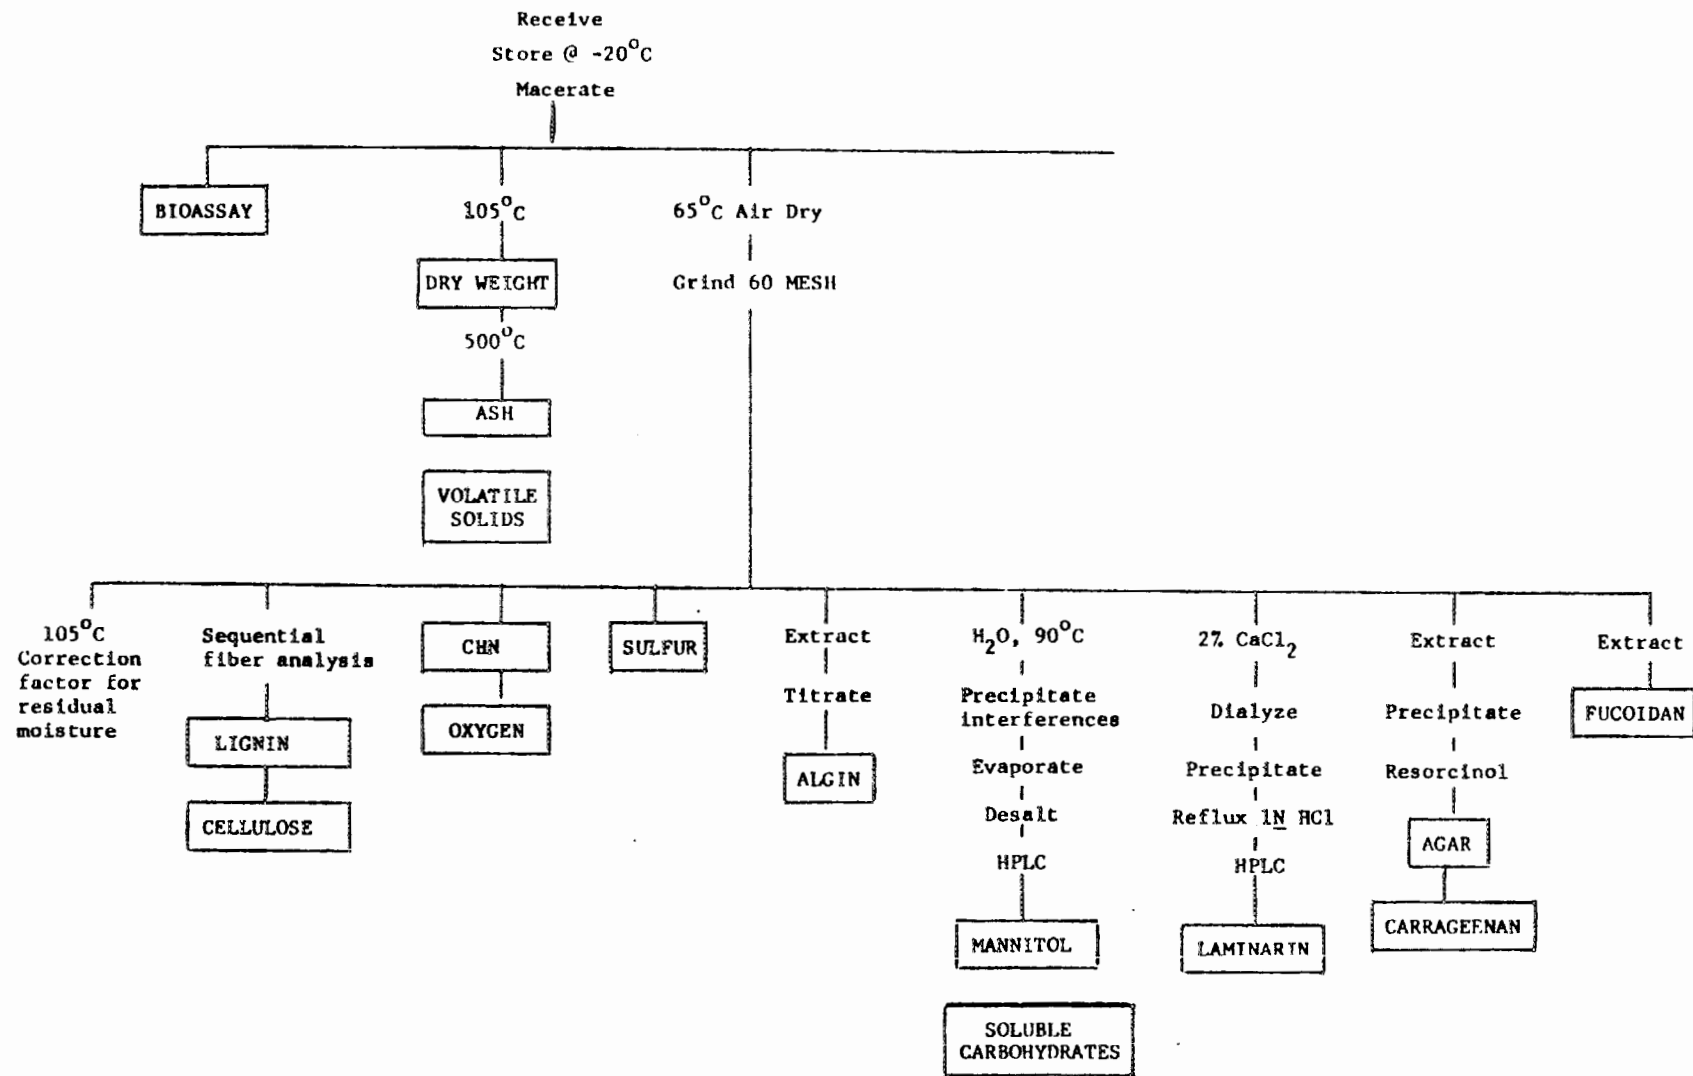 Receive
Store @ -20°C
Macerate
BIOASSAY
105°C
65°C Air Dry
DRY WEIGHT
Grind 60 MESH
500°C
ASH
VOLATILE
SOLIDS
105°C
Correction
factor for
residual
moisture
Sequential
fiber analysis
LIGNIN
CELLULOSE
CHN
OXYGEN
SULFUR
Extract
Titrate
ALGIN
H₂O, 90°C
Precipitate
interferences
Evaporate
Desalt
HPLC
MANNITOL
SOLUBLE
CARBOHYDRATES
2% CaCl₂
Dialyze
Precipitate
Reflux 1N HCl
HPLC
LAMINARIN
Extract
Precipitate
Resorcinol
AGAR
CARRAGEENAN
Extract
FUCOIDAN